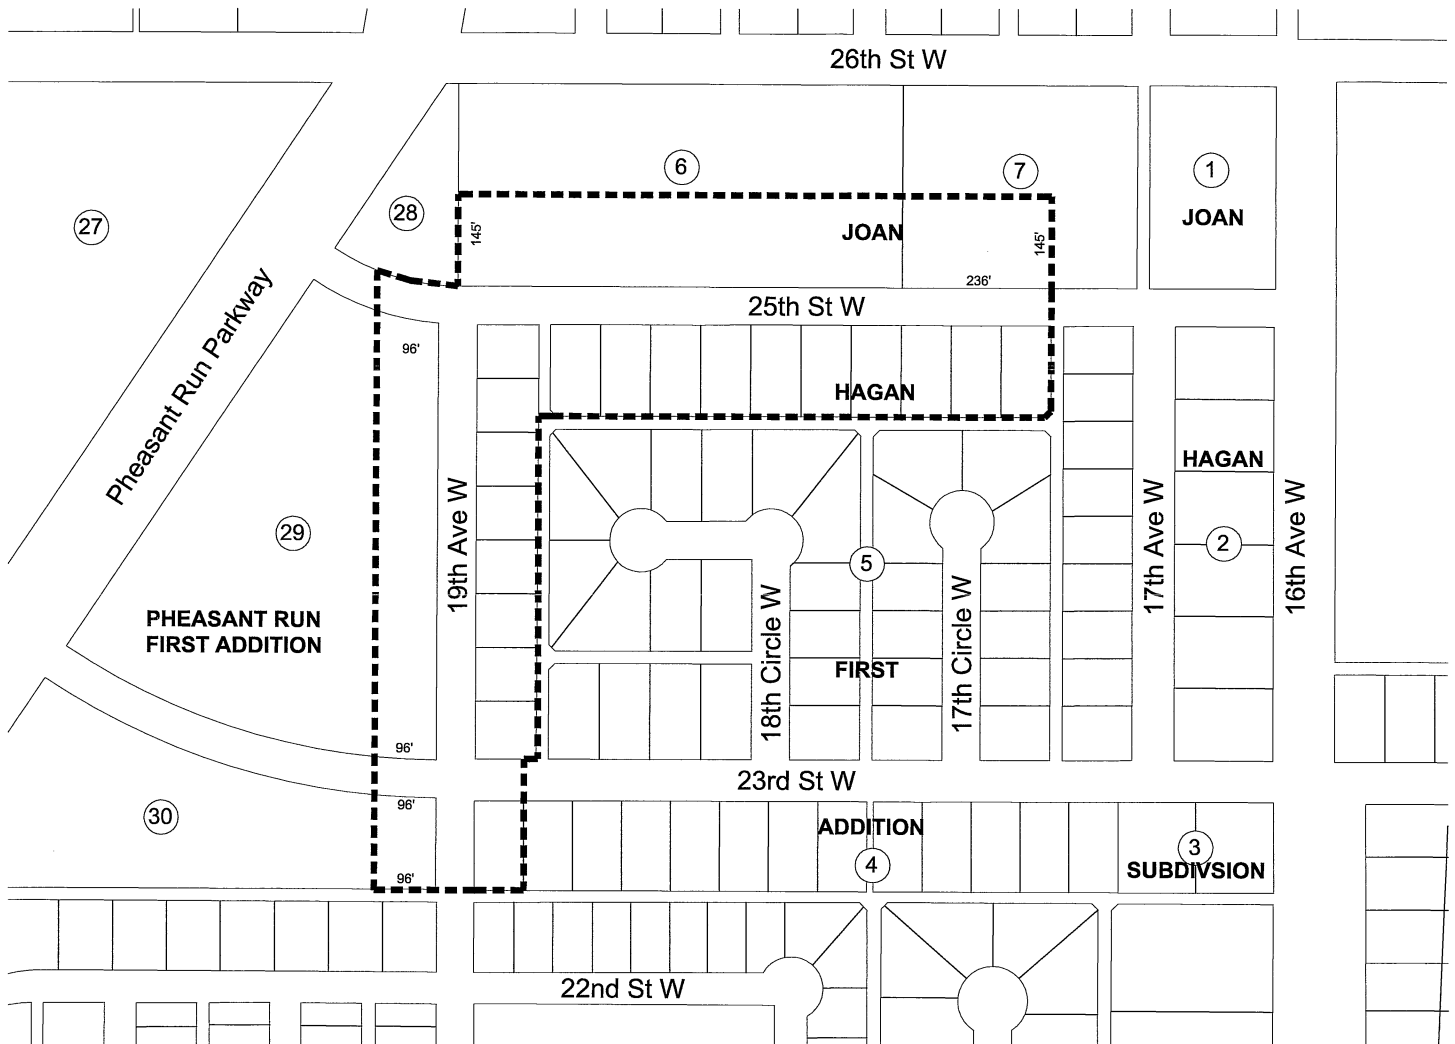 26th St W
6
7
1
28
JOAN
27
JOAN
145'
145'
236'
25th St W
Pheasant Run Parkway
96'
HAGAN
HAGAN
29
19th Ave W
17th Ave W
2
16th Ave W
5
PHEASANT RUN
FIRST ADDITION
18th Circle W
17th Circle W
FIRST
96'
23rd St W
96'
30
ADDITION
4
3
SUBDIVSION
96'
22nd St W